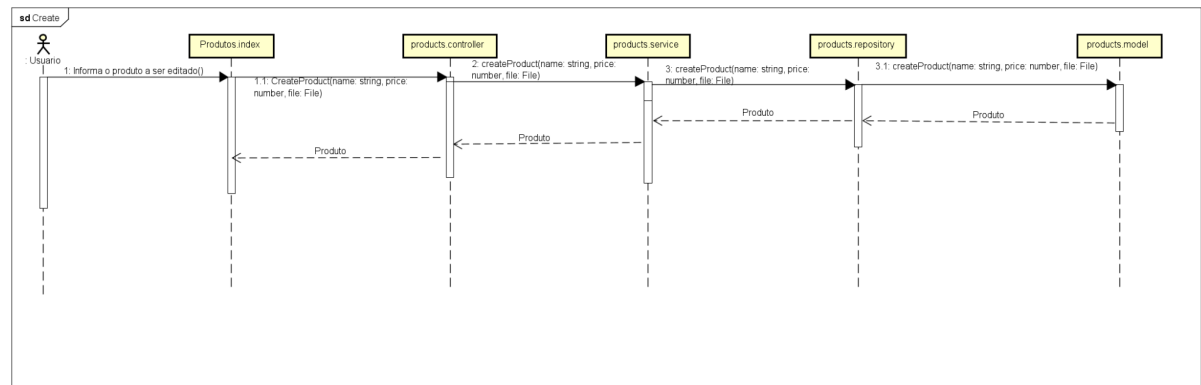 sd Create
Produtos.index
products.controller
products.service
products.repository
products.model
: Usuario
1: Informa o produto a ser editado()
1.1: CreateProduct(name: string, price:
number, file: File)
2: createProduct(name: string, price:
number, file: File)
3: createProduct(name: string, price:
number, file: File)
3.1: createProduct(name: string, price: number, file: File)
Produto
Produto
Produto
Produto